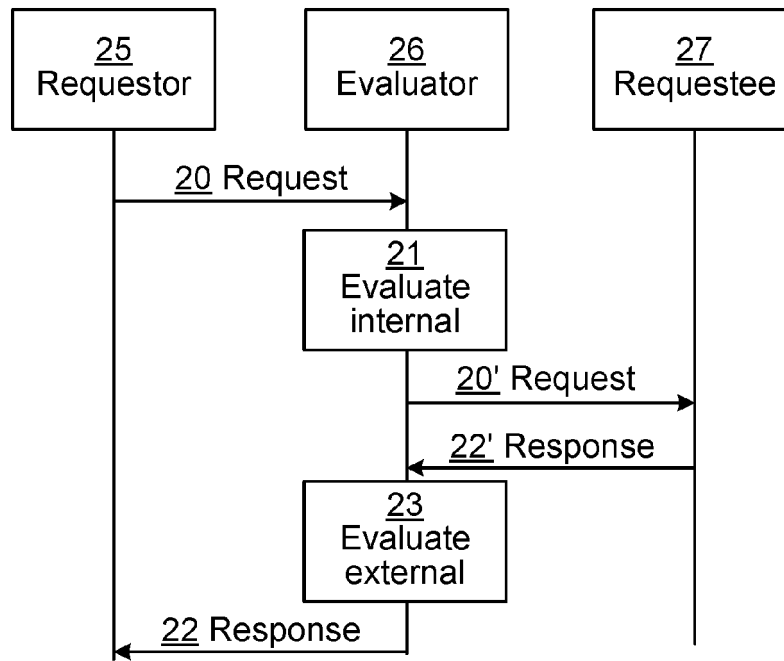 25
Requestor
26
Evaluator
27
Requestee
20 Request
21
Evaluate
internal
20' Request
22' Response
23
Evaluate
external
22 Response